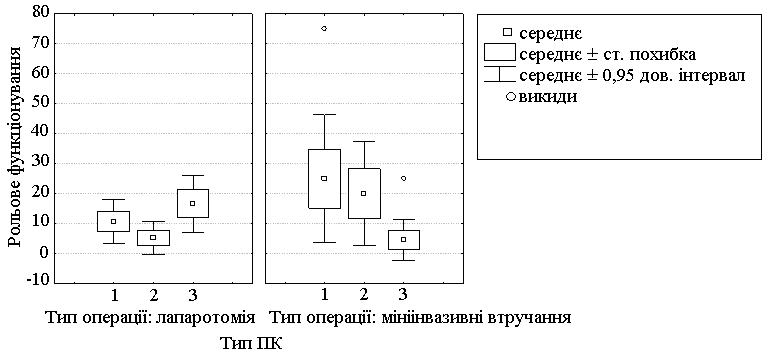 80
70
60
50
40
30
20
10
0
-10
Рольове функціонування
1 2 3
1 2 3
Тип операції: лапаротомія
Тип операції: мініінвазивні втручання
Тип ПК
середнє
середнє ± ст. похибка
середнє ± 0,95 дов. інтервал
викиди